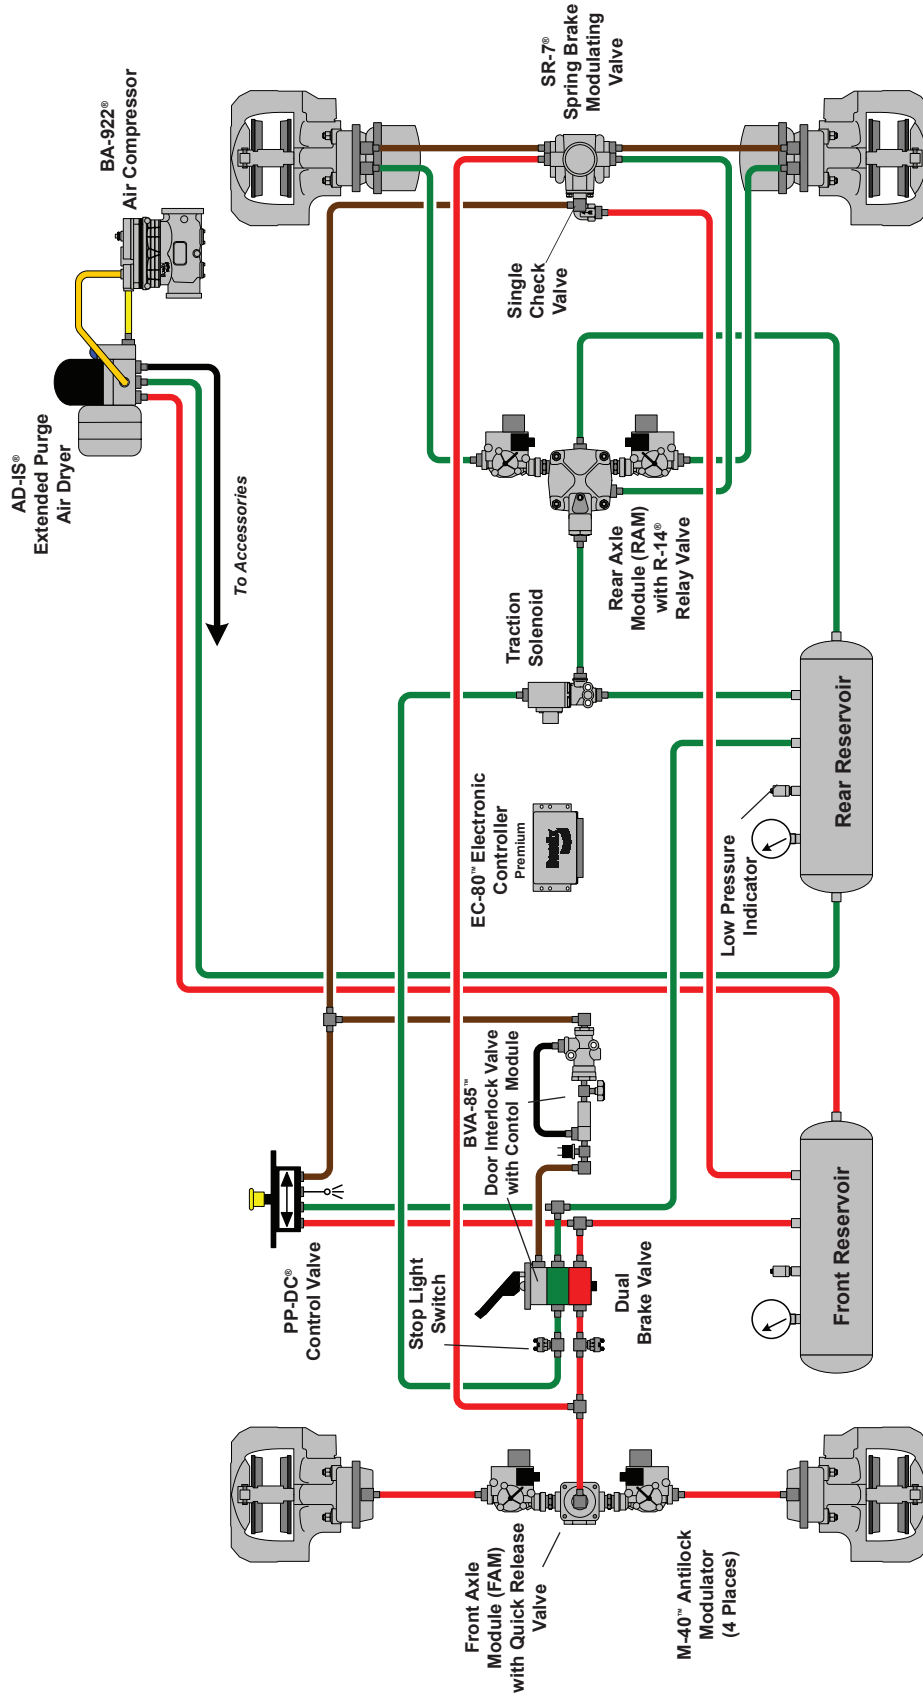 BA-922®
Air Compressor
AD-IS®
Extended Purge
Air Dryer
To Accessories
SR-7®
Spring Brake
Modulating
Valve
Single
Check
Valve
Rear Axle
Module (RAM)
with R-14®
Relay Valve
Traction
Solenoid
EC-80™ Electronic
Controller
Premium
Bendix
Low Pressure
Indicator
Rear Reservoir
PP-DC®
Control Valve
BVA-85™
Door Interlock Valve
with Contol Module
Stop Light
Switch
Dual
Brake Valve
Front Reservoir
Front Axle
Module (FAM)
with Quick Release
Valve
M-40™ Antilock
Modulator
(4 Places)